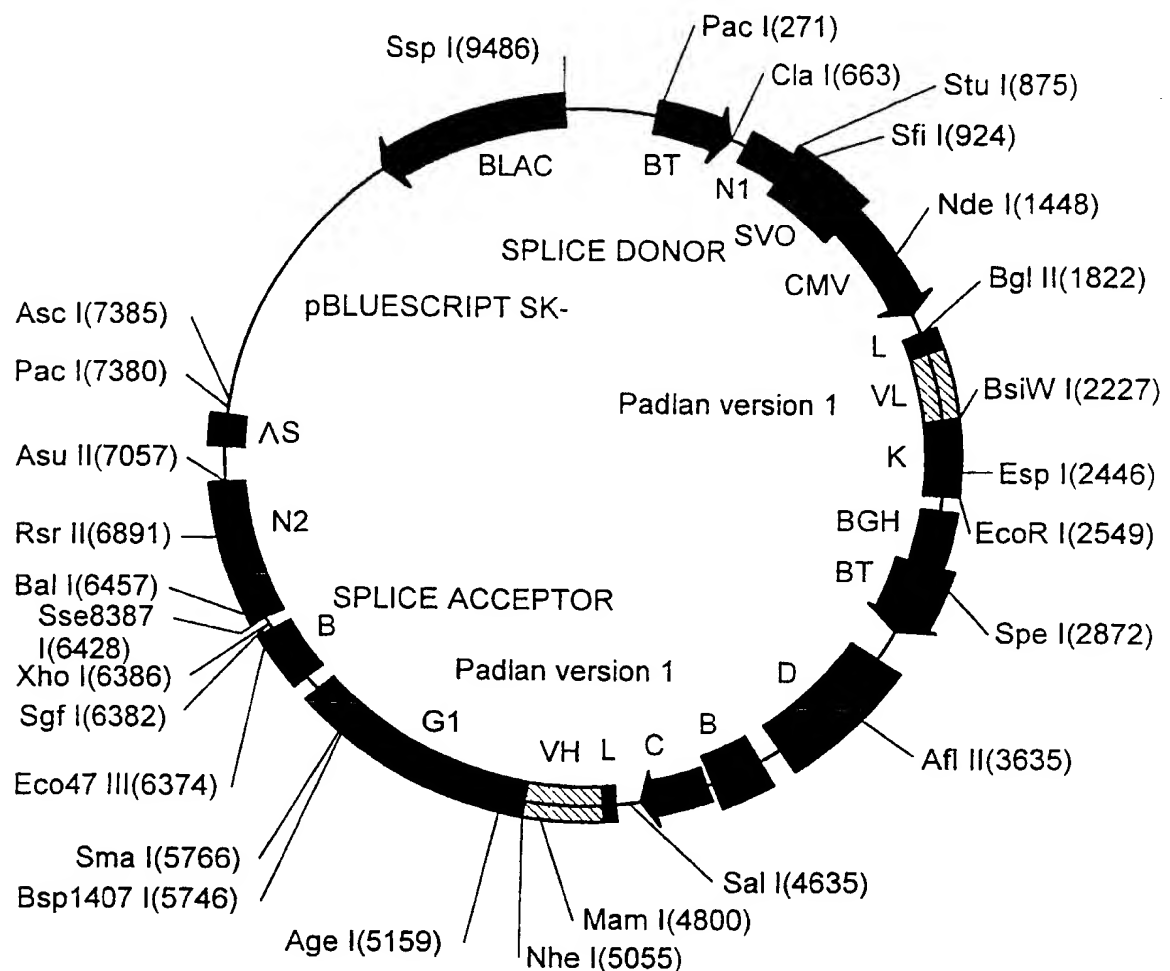 Ssp I(9486)
Pac I(271)
Cla I(663)
Stu I(875)
Sfi I(924)
Nde I(1448)
Bgl II(1822)
BsiW I(2227)
Esp I(2446)
EcoR I(2549)
Spe I(2872)
Afl II(3635)
Sal I(4635)
Mam I(4800)
Nhe I(5055)
Age I(5159)
Bsp1407 I(5746)
Sma I(5766)
Eco47 III(6374)
Sgf I(6382)
Xho I(6386)
Sse8387
I(6428)
Bal I(6457)
Rsr II(6891)
Asu II(7057)
Pac I(7380)
Asc I(7385)
BLAC
BT
N1
SVO
SPLICE DONOR
CMV
pBLUESCRIPT SK-
L
VL
Padlan version 1
K
BGH
BT
D
B
C
L
VH
Padlan version 1
G1
B
SPLICE ACCEPTOR
N2
ΛS